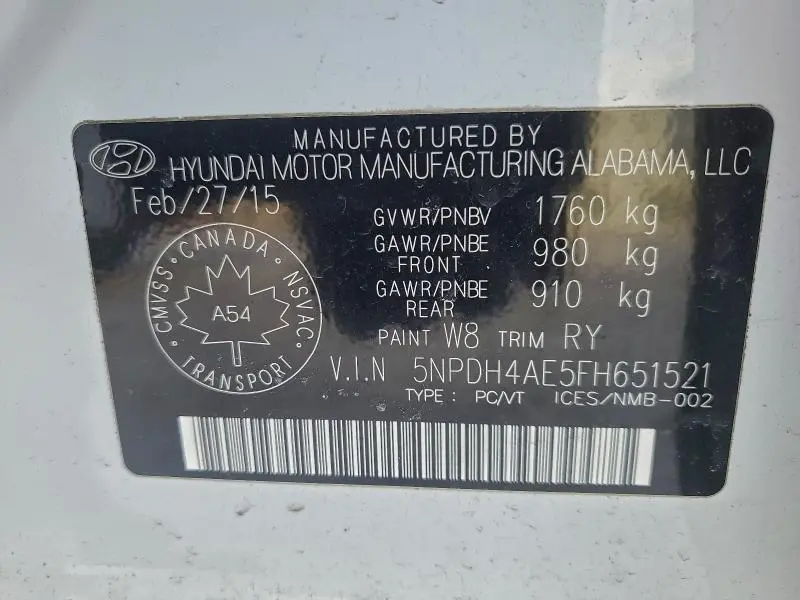 MANUFACTURED BY
HYUNDAI MOTOR MANUFACTURING ALABAMA, LLC
Feb/27/15
GVWR/PNBV 1760 kg
GAWR/PNBE FRONT 980 kg
GAWR/PNBE REAR 910 kg
CMVSS • CANADA • NSVAC • TRANSPORT •
A54
PAINT W8 TRIM RY
V.I.N 5NPDH4AE5FH651521
TYPE : PC/VT ICES/NMB-002